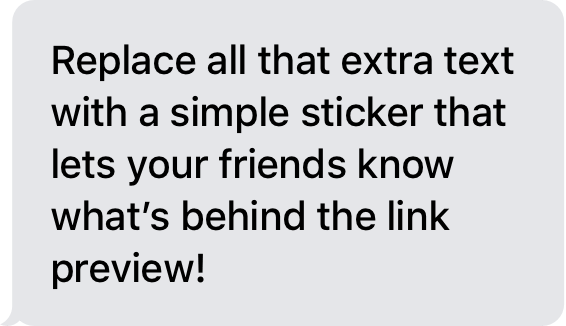 Replace all that extra text
with a simple sticker that
lets your friends know
what’s behind the link
preview!